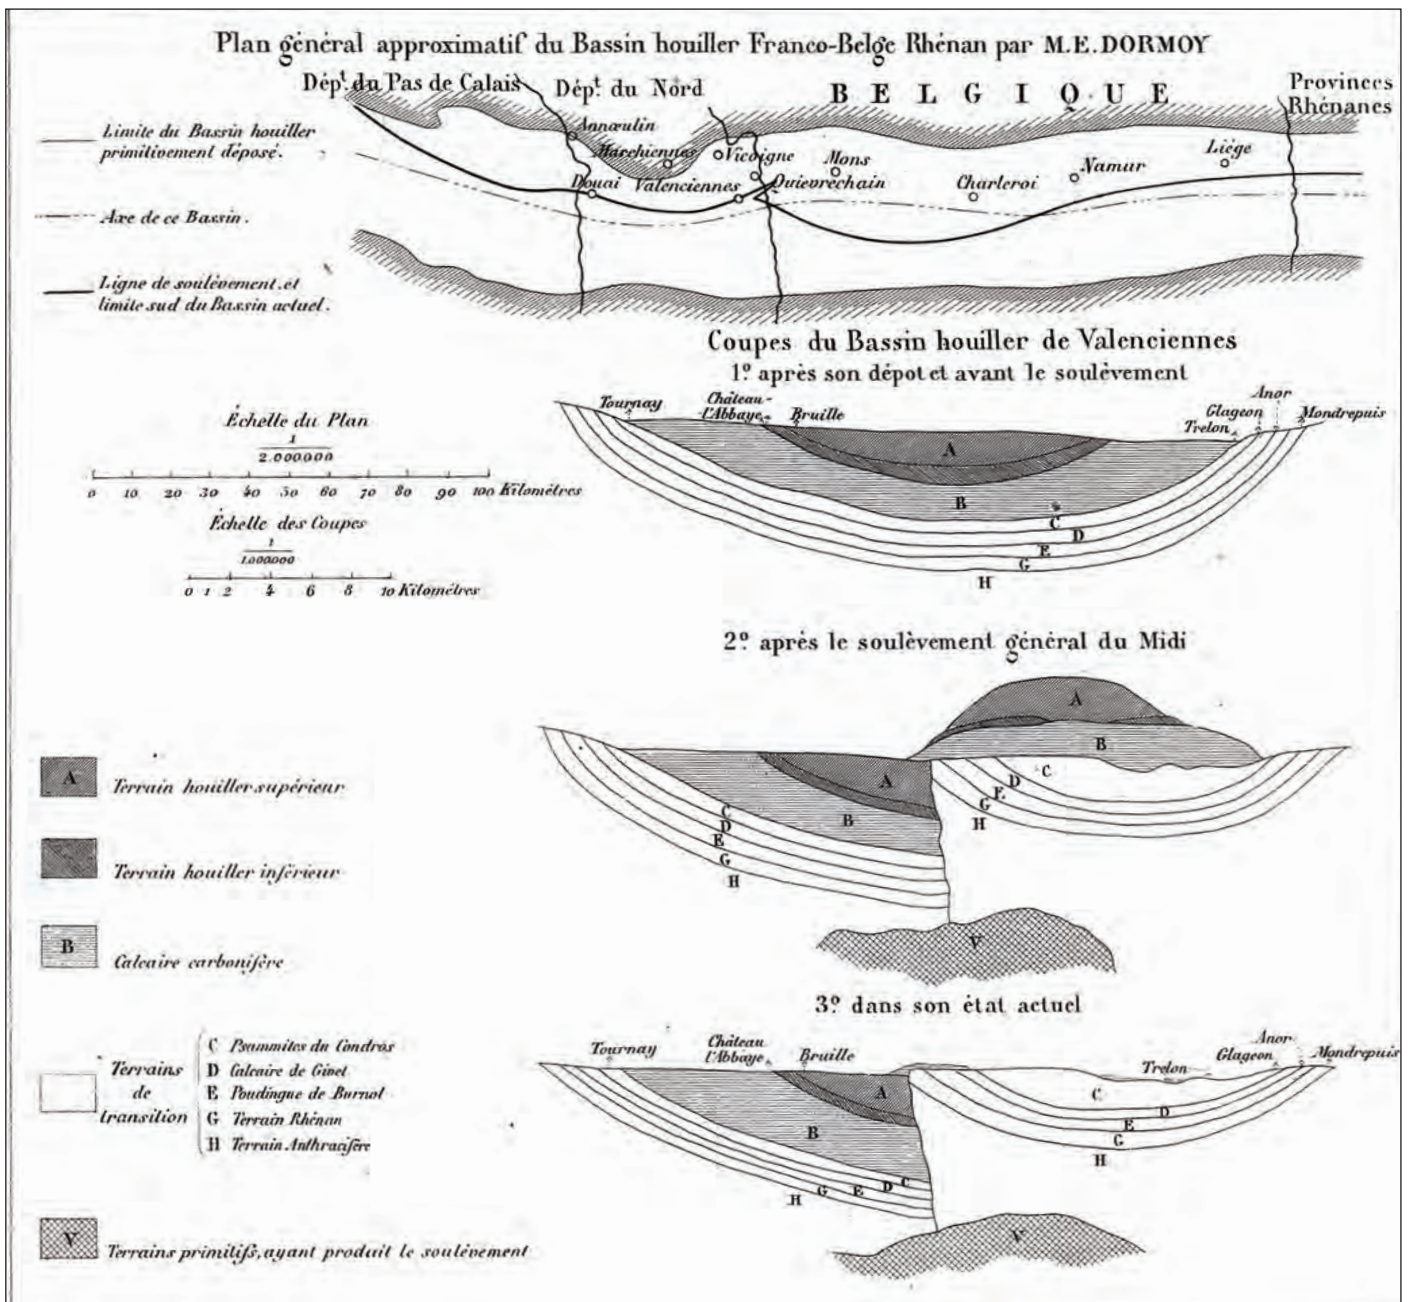 Plan général approximatif du Bassin houiller Franco-Belge Rhénan par M.E.DORMOY
Dépt. du Pas de Calais
Dépt. du Nord
BELGIQUE
Provinces
Rhénanes
Limite du Bassin houiller
primitivement déposé.
Axe de ce Bassin.
Ligne de soulèvement et
limite sud du Bassin actuel.
Annœulin
Marchiennes
Vicoigne
Mons
Liége
Namur
Douai
Valenciennes
Quievrechain
Charleroi
Coupes du Bassin houiller de Valenciennes
1º après son dépot et avant le soulèvement
Échelle du Plan
1
2.000.000
0 10 20 30 40 50 60 70 80 90 100 Kilomètres
Échelle des Coupes
1
1.000.000
0 1 2 4 6 8 10 Kilomètres
Tournay
Château-
l'Abbaye
Bruille
Anor
Glageon
Mondrepuis
Trelon
A
B
C
D
E
G
H
2º après le soulèvement général du Midi
A
B
A
B
C
D
E
G
H
C
D
E
G
H
V
3º dans son état actuel
Tournay
Château
l'Abbaye
Bruille
Anor
Glageon
Mondrepuis
Trelon
A
B
H G E D C
C
D
E
G
H
V
A Terrain houiller supérieur
Terrain houiller inférieur
B Calcaire carbonifère
Terrains
de
transition
C Psammites du Condros
D Calcaire de Givet
E Poudingue de Burnot
G Terrain Rhénan
H Terrain Anthracifère
V Terrains primitifs, ayant produit le soulèvement